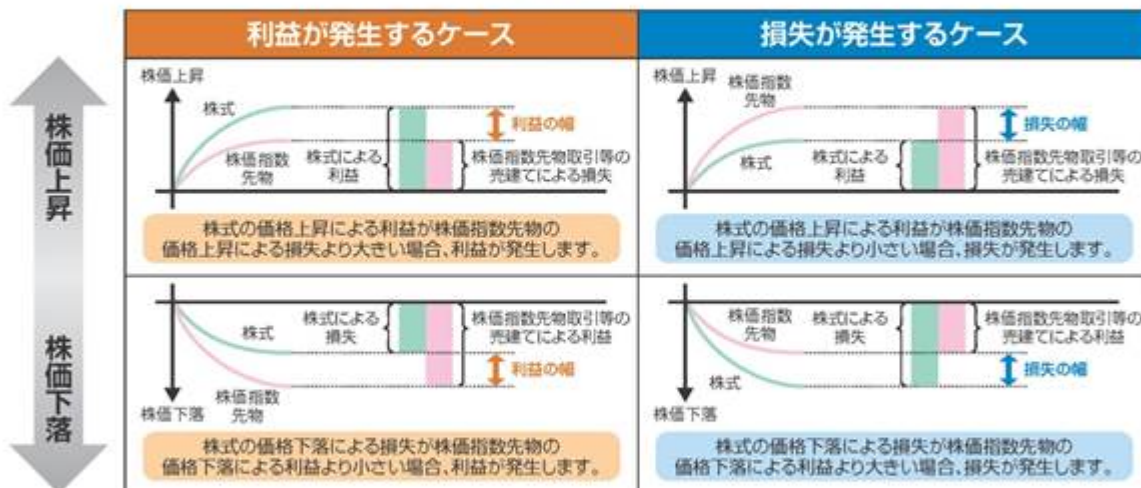 利益が発生するケース
損失が発生するケース
株価上昇
株価下落
株価上昇
株式
株価指数
先物
株式による
利益
利益の幅
株価指数先物取引等の
売建てによる損失
株式の価格上昇による利益が株価指数先物の
価格上昇による損失より大きい場合、利益が発生します。
株価上昇
株価指数
先物
株式
株式による
利益
損失の幅
株価指数先物取引等の
売建てによる損失
株式の価格上昇による利益が株価指数先物の
価格上昇による損失より小さい場合、損失が発生します。
株式
株式による
損失
株価指数先物取引等の
売建てによる利益
利益の幅
株価指数
先物
株価下落
株式の価格下落による損失が株価指数先物の
価格下落による利益より小さい場合、利益が発生します。
株価指数
先物
株式による
損失
株価指数先物取引等の
売建てによる利益
株式
損失の幅
株価下落
株式の価格下落による損失が株価指数先物の
価格下落による利益より大きい場合、損失が発生します。